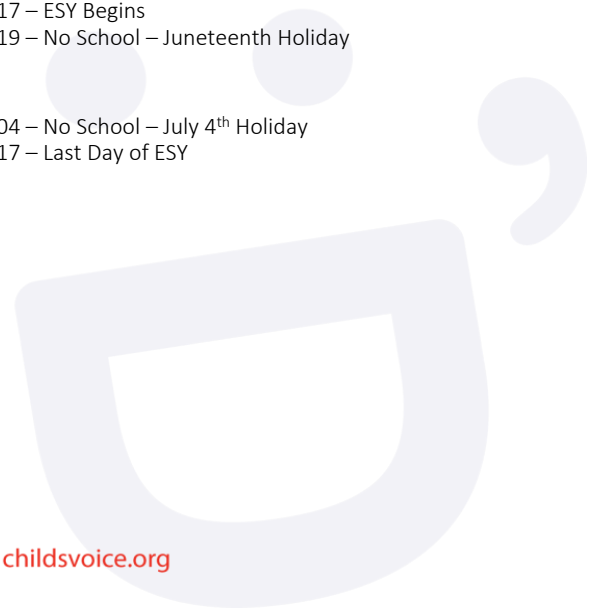 17 – ESY Begins
19 – No School – Juneteenth Holiday
04 – No School – July 4th Holiday
17 – Last Day of ESY
childsvoice.org